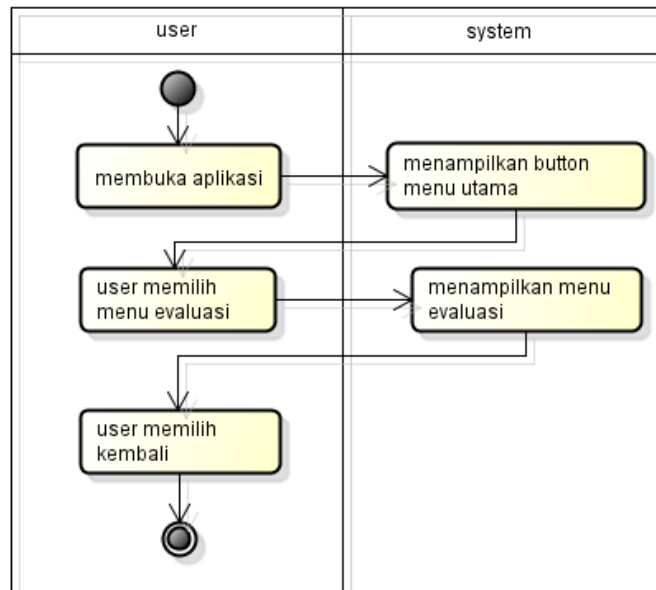 user
system
membuka aplikasi
menampilkan button
menu utama
user memilih
menu evaluasi
menampilkan menu
evaluasi
user memilih
kembali